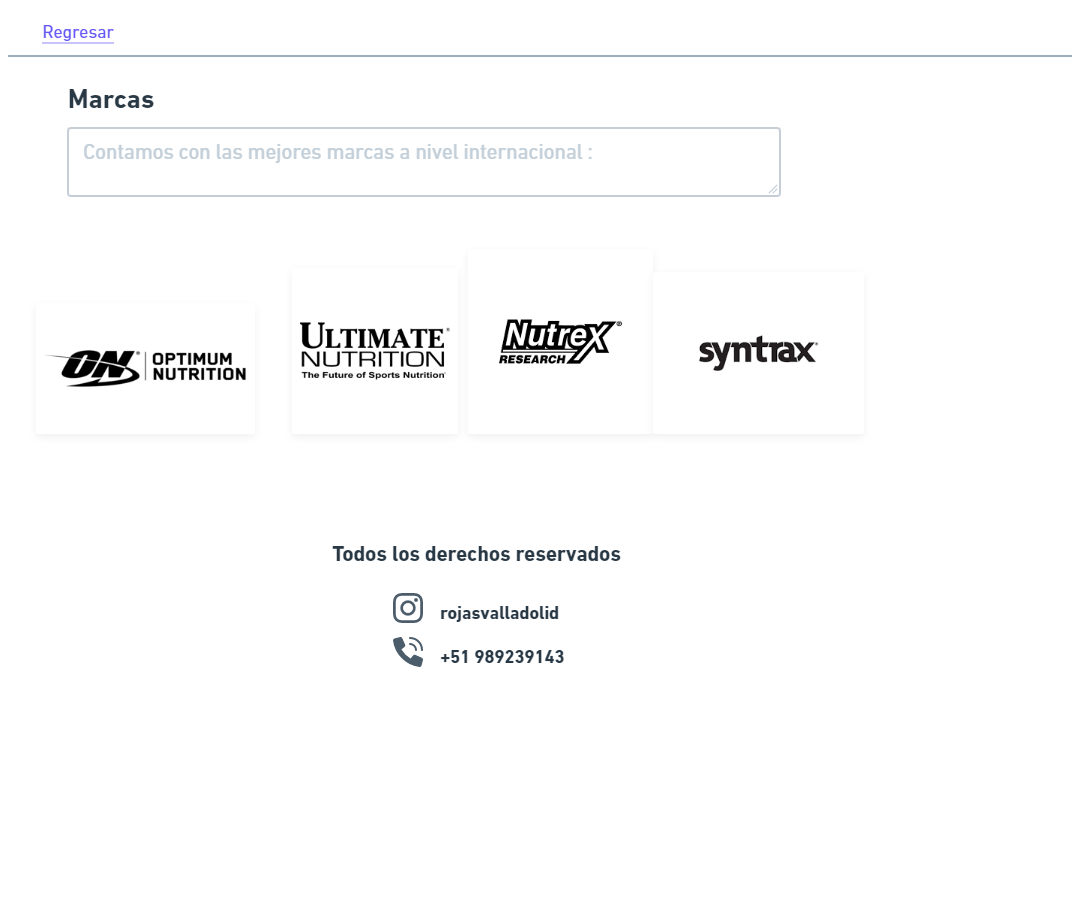 Regresar
Marcas
Contamos con las mejores marcas a nivel internacional :
ON® OPTIMUM
NUTRITION
ULTIMATE®
NUTRITION
The Future of Sports Nutrition
Nutrex®
RESEARCH
syntrax®
Todos los derechos reservados
rojasvalladolid
+51 989239143